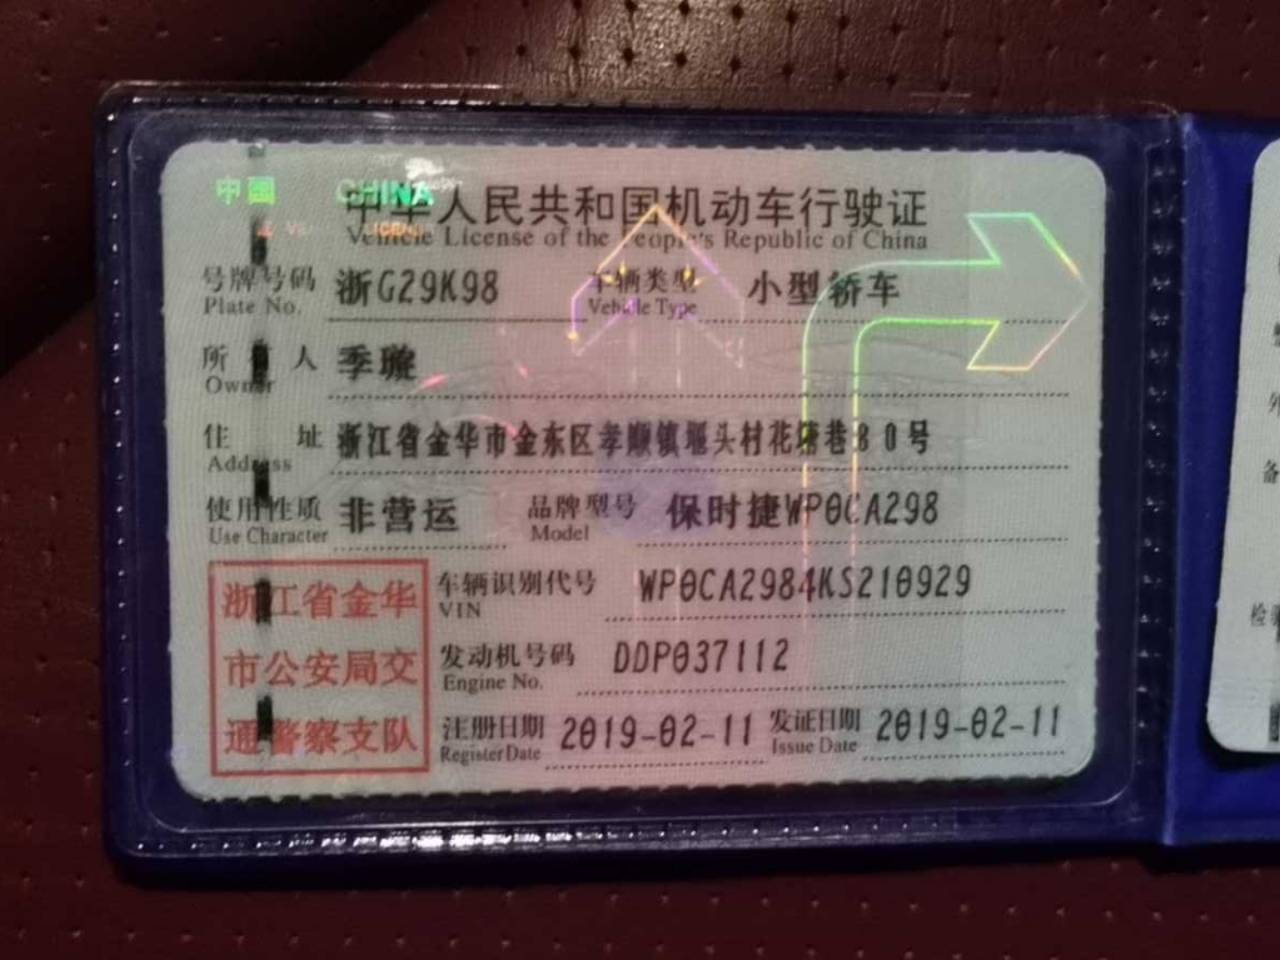 中国 CHINA
中华人民共和国机动车行驶证
Vehicle License of the People's Republic of China
号牌号码 浙G29K98 车辆类型 小型轿车
Plate No. Vehicle Type
所有人 季璇
Owner
住址 浙江省金华市金东区孝顺镇堰头村花塘巷80号
Address
使用性质 非营运 品牌型号 保时捷WP0CA298
Use Character Model
浙江省金华
市公安局交
通警察支队
车辆识别代号 WP0CA2984KS210929
VIN
发动机号码 DDP037112
Engine No.
注册日期 2019-02-11 发证日期 2019-02-11
Register Date Issue Date